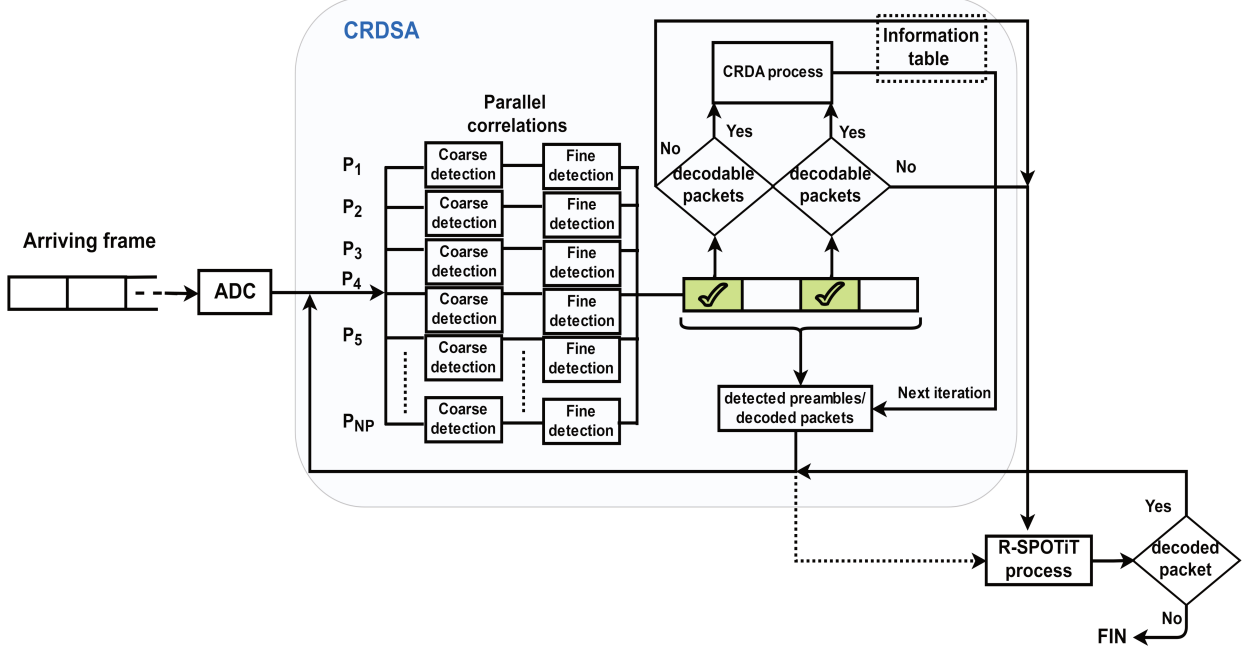 CRDSA
Information
table
CRDA process
Parallel
correlations
Yes
Yes
No
No
P1
Coarse
detection
Fine
detection
decodable
packets
decodable
packets
P2
Coarse
detection
Fine
detection
Arriving frame
P3
Coarse
detection
Fine
detection
ADC
P4
Coarse
detection
Fine
detection
P5
Coarse
detection
Fine
detection
detected preambles/
decoded packets
Next iteration
PNP
Coarse
detection
Fine
detection
Yes
R-SPOTiT
process
decoded
packet
No
FIN